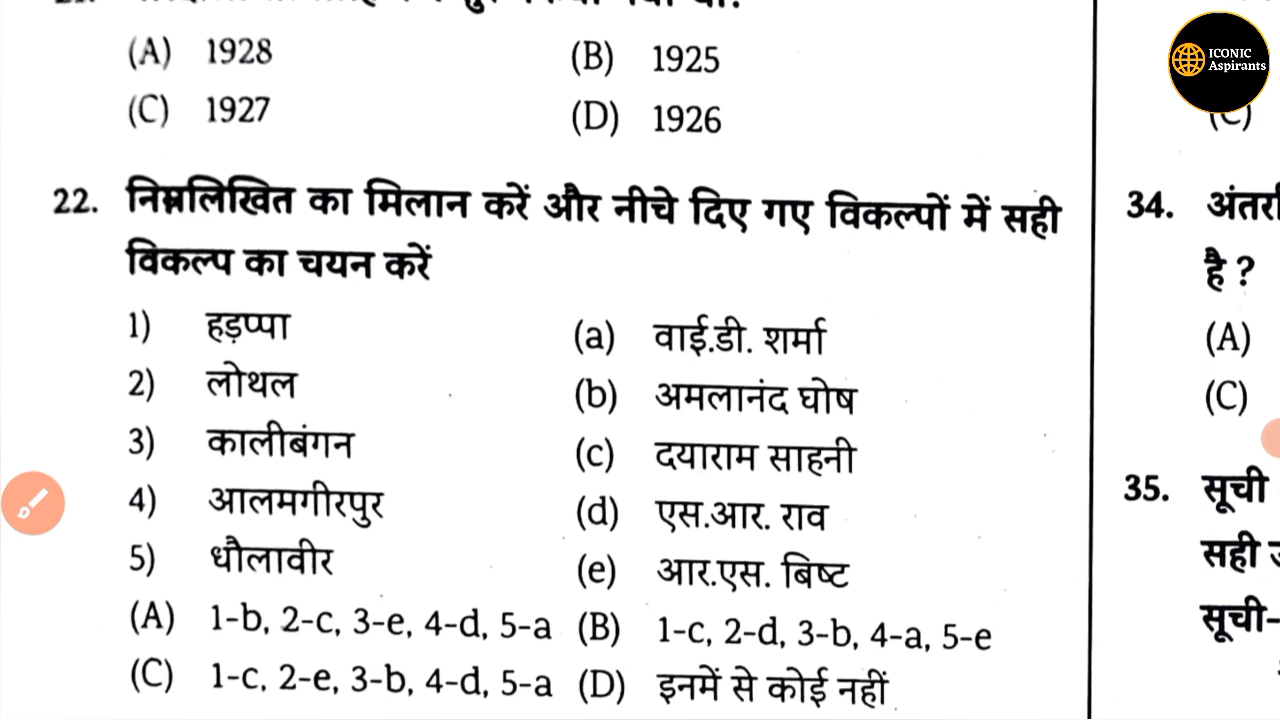 (A) 1928 (B) 1925
(C) 1927 (D) 1926
22. निम्नलिखित का मिलान करें और नीचे दिए गए विकल्पों में सही
विकल्प का चयन करें
1) हड़प्पा (a) वाई.डी. शर्मा
2) लोथल (b) अमलानंद घोष
3) कालीबंगन (c) दयाराम साहनी
4) आलमगीरपुर (d) एस.आर. राव
5) धौलावीर (e) आर.एस. बिष्ट
(A) 1-b, 2-c, 3-e, 4-d, 5-a (B) 1-c, 2-d, 3-b, 4-a, 5-e
(C) 1-c, 2-e, 3-b, 4-d, 5-a (D) इनमें से कोई नहीं
ICONIC
Aspirants
(C)
34.
है ?
(A)
(C)
35. सूची
सही
सूची-